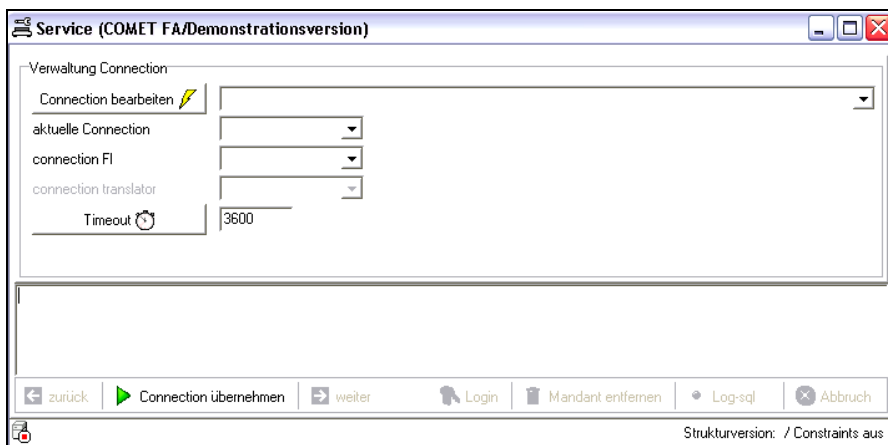 Service (COMET FA/Demonstrationsversion)
Verwaltung Connection
Connection bearbeiten
aktuelle Connection
connection FI
connection translator
Timeout
3600
zurück
Connection übernehmen
weiter
Login
Mandant entfernen
Log-sql
Abbruch
Strukturversion: / Constraints aus